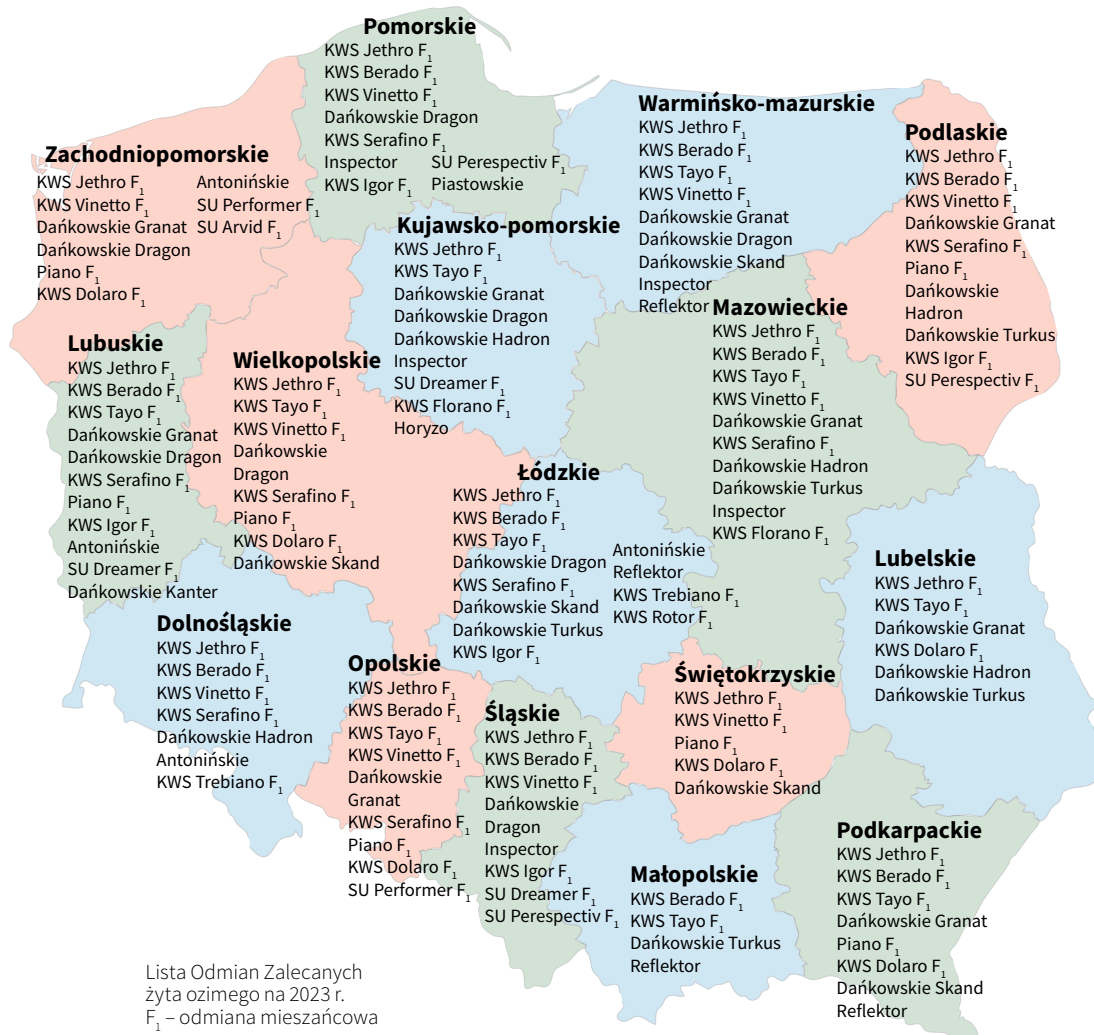 Pomorskie
KWS Jethro F₁
KWS Berado F₁
KWS Vinetto F₁
Dańkowskie Dragon
KWS Serafino F₁
Inspector
KWS Igor F₁
SU Perespectiv F₁
Piastowskie
Warmińsko-mazurskie
KWS Jethro F₁
KWS Berado F₁
KWS Tayo F₁
KWS Vinetto F₁
Dańkowskie Granat
Dańkowskie Dragon
Dańkowskie Skand
Inspector
Reflektor
Podlaskie
KWS Jethro F₁
KWS Berado F₁
KWS Vinetto F₁
Dańkowskie Granat
KWS Serafino F₁
Piano F₁
Dańkowskie
Hadron
Dańkowskie Turkus
KWS Igor F₁
SU Perespectiv F₁
Zachodniopomorskie
KWS Jethro F₁
KWS Vinetto F₁
Dańkowskie Granat
Dańkowskie Dragon
Piano F₁
KWS Dolaro F₁
Antonińskie
SU Performer F₁
SU Arvid F₁
Kujawsko-pomorskie
KWS Jethro F₁
KWS Tayo F₁
Dańkowskie Granat
Dańkowskie Dragon
Dańkowskie Hadron
Inspector
SU Dreamer F₁
KWS Florano F₁
Horyzo
Mazowieckie
KWS Jethro F₁
KWS Berado F₁
KWS Tayo F₁
KWS Vinetto F₁
Dańkowskie Granat
KWS Serafino F₁
Dańkowskie Hadron
Dańkowskie Turkus
Inspector
KWS Florano F₁
Lubuskie
KWS Jethro F₁
KWS Berado F₁
KWS Tayo F₁
Dańkowskie Granat
Dańkowskie Dragon
KWS Serafino F₁
Piano F₁
KWS Igor F₁
Antonińskie
SU Dreamer F₁
Dańkowskie Kanter
Wielkopolskie
KWS Jethro F₁
KWS Tayo F₁
KWS Vinetto F₁
Dańkowskie
Dragon
KWS Serafino F₁
Piano F₁
KWS Dolaro F₁
Dańkowskie Skand
Łódzkie
KWS Jethro F₁
KWS Berado F₁
KWS Tayo F₁
Dańkowskie Dragon
KWS Serafino F₁
Dańkowskie Skand
Dańkowskie Turkus
KWS Igor F₁
Antonińskie
Reflektor
KWS Trebiano F₁
KWS Rotor F₁
Lubelskie
KWS Jethro F₁
KWS Tayo F₁
Dańkowskie Granat
KWS Dolaro F₁
Dańkowskie Hadron
Dańkowskie Turkus
Dolnośląskie
KWS Jethro F₁
KWS Berado F₁
KWS Vinetto F₁
KWS Serafino F₁
Dańkowskie Hadron
Antonińskie
KWS Trebiano F₁
Opolskie
KWS Jethro F₁
KWS Berado F₁
KWS Tayo F₁
KWS Vinetto F₁
Dańkowskie
Granat
KWS Serafino F₁
Piano F₁
KWS Dolaro F₁
SU Performer F₁
Śląskie
KWS Jethro F₁
KWS Berado F₁
KWS Vinetto F₁
Dańkowskie
Dragon
Inspector
KWS Igor F₁
SU Dreamer F₁
SU Perespectiv F₁
Świętokrzyskie
KWS Jethro F₁
KWS Vinetto F₁
Piano F₁
KWS Dolaro F₁
Dańkowskie Skand
Małopolskie
KWS Berado F₁
KWS Tayo F₁
Dańkowskie Turkus
Reflektor
Podkarpackie
KWS Jethro F₁
KWS Berado F₁
KWS Tayo F₁
Dańkowskie Granat
Piano F₁
KWS Dolaro F₁
Dańkowskie Skand
Reflektor
Lista Odmian Zalecanych
żyta ozimego na 2023 r.
F₁ – odmiana mieszańcowa